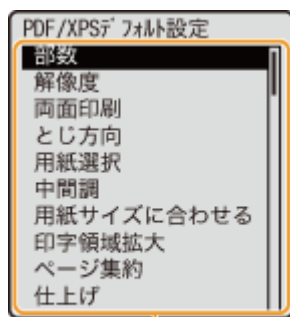 PDF/XPSﾃﾞﾌｫﾙﾄ設定
部数
解像度
両面印刷
とじ方向
用紙選択
中間調
用紙サイズに合わせる
印字領域拡大
ページ集約
仕上げ